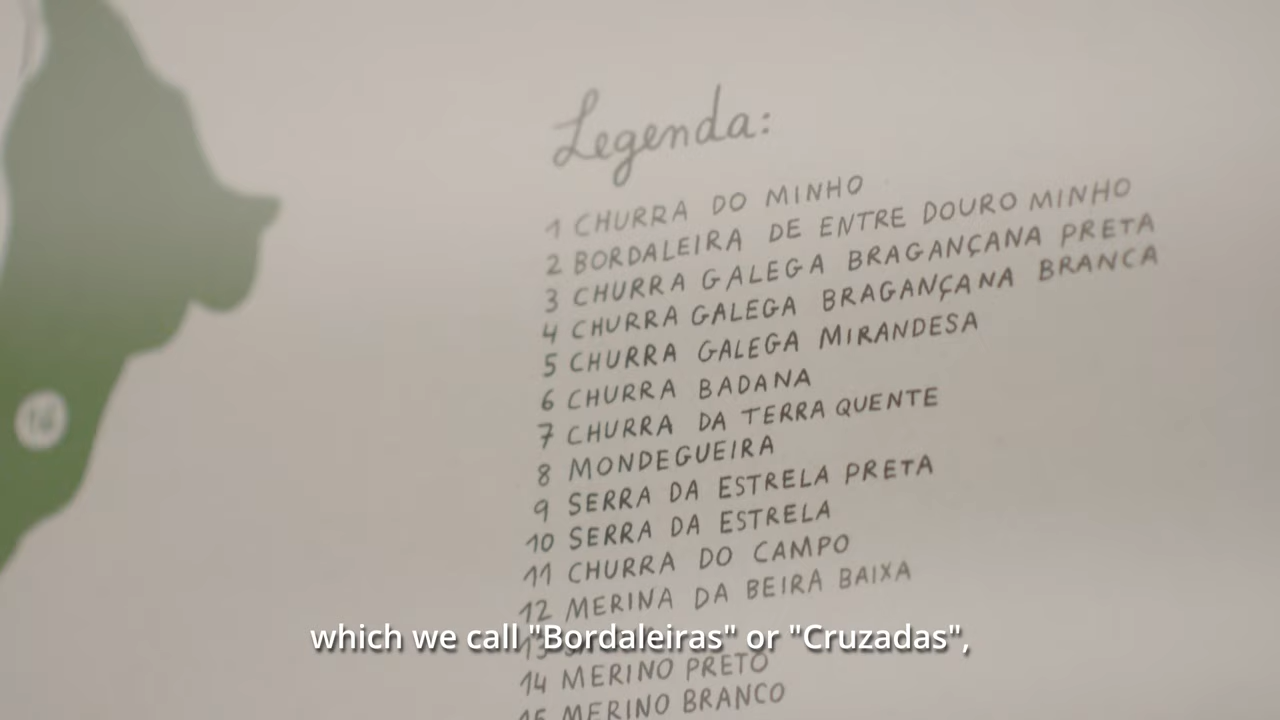 Legenda:
1 CHURRA DO MINHO
2 BORDALEIRA DE ENTRE DOURO MINHO
3 CHURRA GALEGA BRAGANÇANA PRETA
4 CHURRA GALEGA BRAGANÇANA BRANCA
5 CHURRA GALEGA MIRANDESA
6 CHURRA BADANA
7 CHURRA DA TERRA QUENTE
8 MONDEGUEIRA
9 SERRA DA ESTRELA PRETA
10 SERRA DA ESTRELA
11 CHURRA DO CAMPO
12 MERINA DA BEIRA BAIXA
which we call "Bordaleiras" or "Cruzadas",
13
14 MERINO PRETO
15 MERINO BRANCO